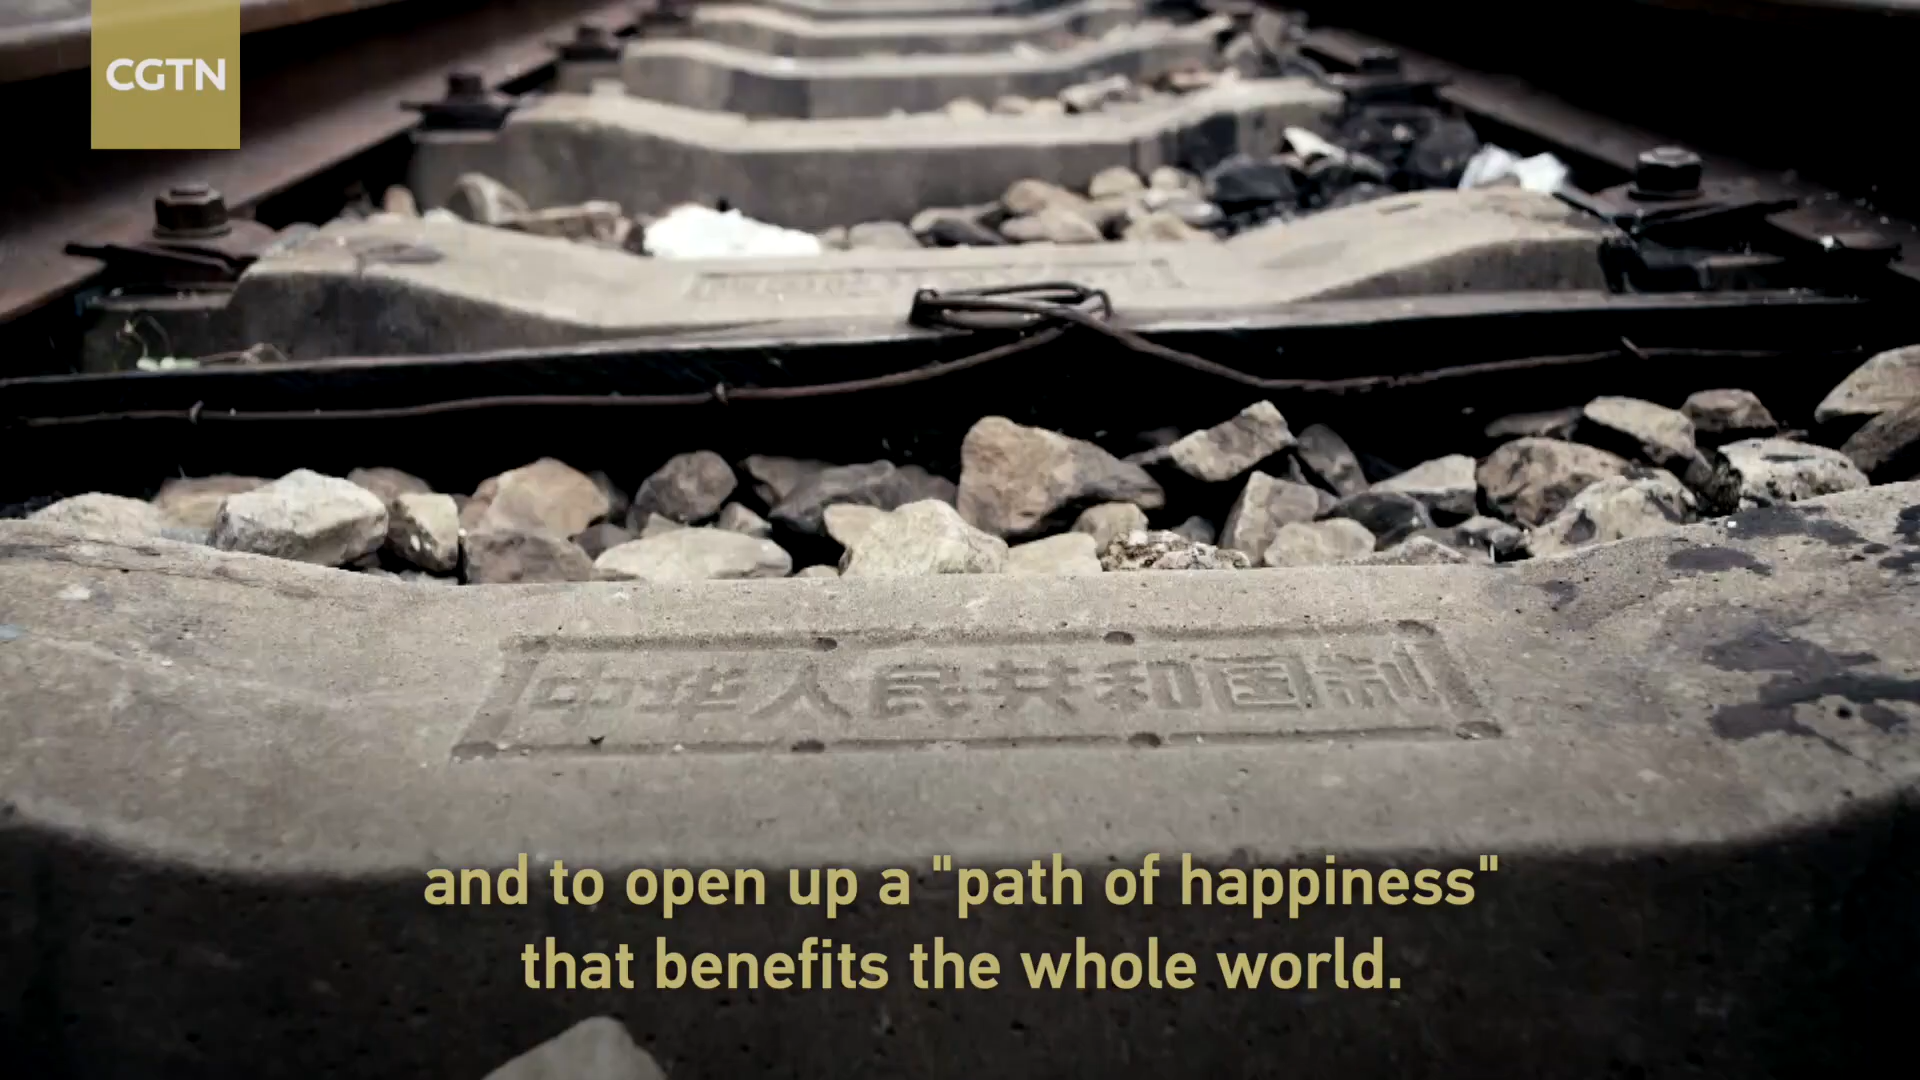 CGTN
中华人民共和国制
and to open up a "path of happiness"
that benefits the whole world.